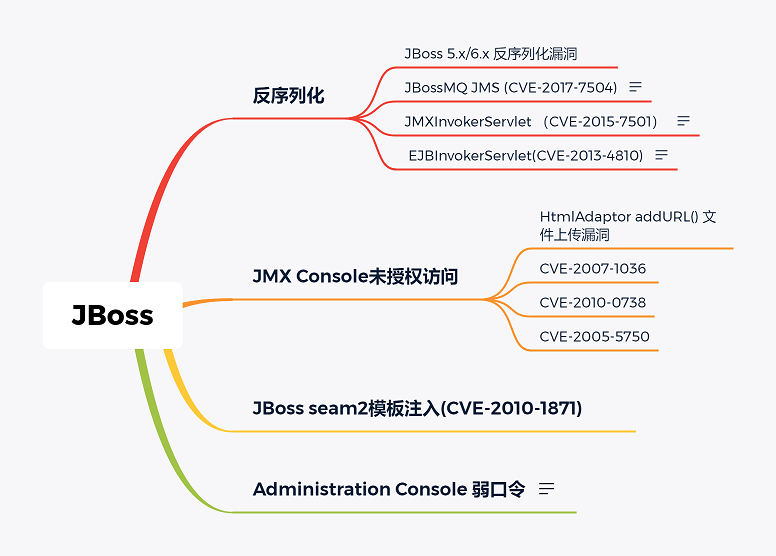 JBoss
反序列化
JBoss 5.x/6.x 反序列化漏洞
JBossMQ JMS (CVE-2017-7504)
JMXInvokerServlet （CVE-2015-7501）
EJBInvokerServlet(CVE-2013-4810)
JMX Console未授权访问
HtmlAdaptor addURL() 文
件上传漏洞
CVE-2007-1036
CVE-2010-0738
CVE-2005-5750
JBoss seam2模板注入(CVE-2010-1871)
Administration Console 弱口令